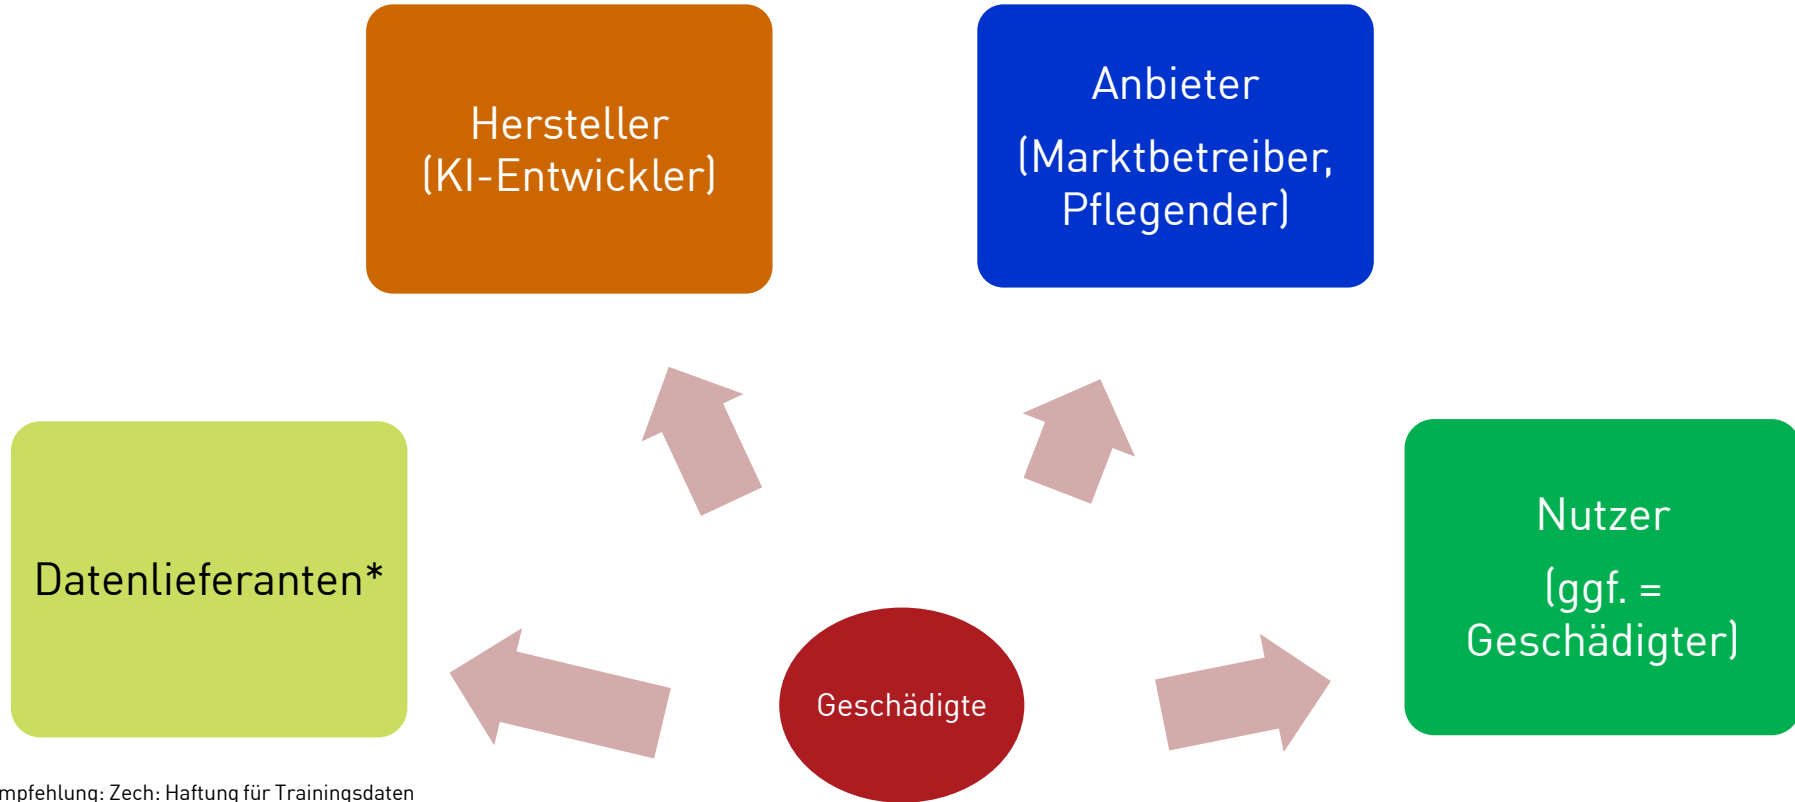 Hersteller
(KI-Entwickler)
Anbieter
(Marktbetreiber,
Pflegender)
Datenlieferanten*
Nutzer
(ggf. =
Geschädigter)
Geschädigte
mpfehlung: Zech: Haftung für Trainingsdaten